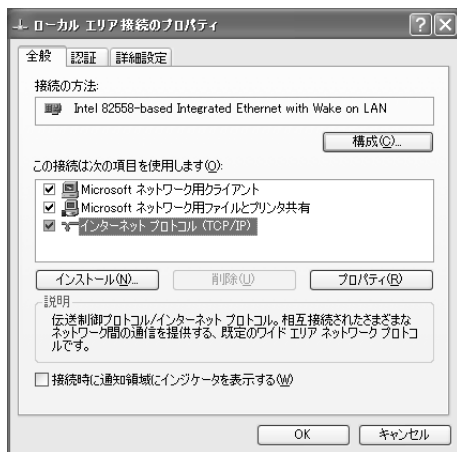 ローカル エリア接続のプロパティ
全般 認証 詳細設定
接続の方法:
Intel 82558-based Integrated Ethernet with Wake on LAN
構成(C)...
この接続は次の項目を使用します(O):
Microsoft ネットワーク用クライアント
Microsoft ネットワーク用ファイルとプリンタ共有
インターネット プロトコル (TCP/IP)
インストール(N)... 削除(U) プロパティ(R)
説明
伝送制御プロトコル/インターネット プロトコル。相互接続されたさまざまな
ネットワーク間の通信を提供する、既定のワイド エリア ネットワーク プロトコ
ルです。
接続時に通知領域にインジケータを表示する(W)
OK キャンセル